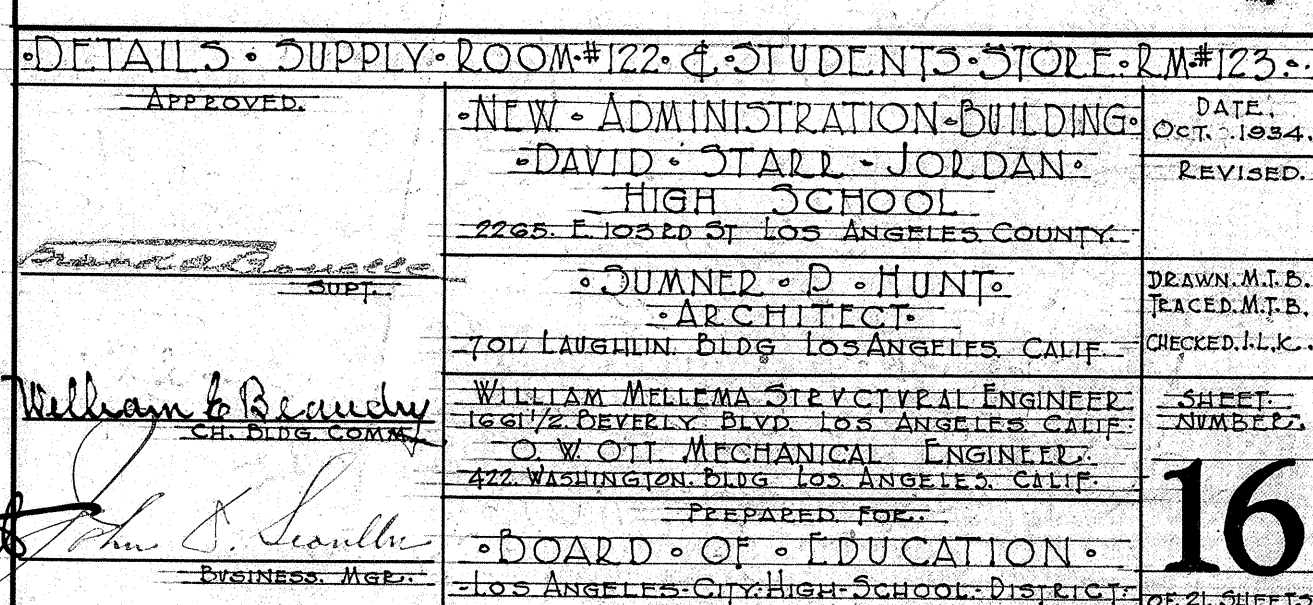 ·DETAILS · SUPPLY · ROOM·#122· & ·STUDENTS·STORE·RM·#123·
APPROVED.
SUPT.
William E Beaudry
CH. BLDG. COMM.
John
BVSINESS. MGR.
·NEW · ADMINISTRATION·BUILDING·
·DAVID · STARR · JORDAN·
HIGH SCHOOL
2265. E. 103RD ST LOS ANGELES COUNTY.
·SUMNER · D · HUNT·
·ARCHITECT·
701, LAUGHLIN. BLDG LOS ANGELES. CALIF.
WILLIAM MELLEMA STRVCTVRAL ENGINEER
1661 1/2 BEVERLY BLVD. LOS ANGELES CALIF.
O. W. OTT. MECHANICAL ENGINEER.
422 WASHINGTON. BLDG LOS ANGELES. CALIF.
PREPARED FOR.
·BOARD · OF · EDUCATION·
·LOS ANGELES·CITY·HIGH·SCHOOL·DISTRICT·
DATE.
OCT. 1934.
REVISED.
DRAWN.M.T.B.
TRACED.M.T.B.
CHECKED.I.L.K.
SHEET.
NUMBER.
16
OF 21 SHEETS